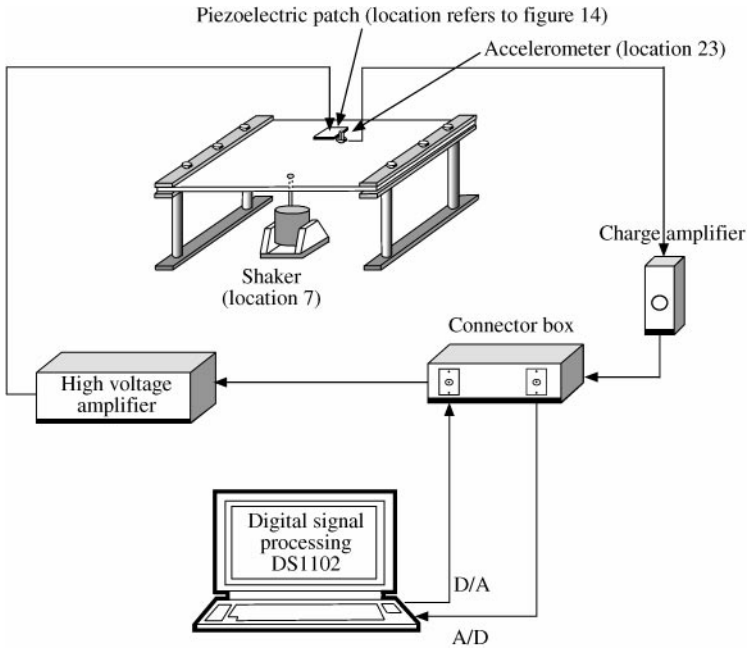 Piezoelectric patch (location refers to figure 14)
Accelerometer (location 23)
Shaker
(location 7)
Charge amplifier
Connector box
High voltage
amplifier
Digital signal
processing
DS1102
D/A
A/D